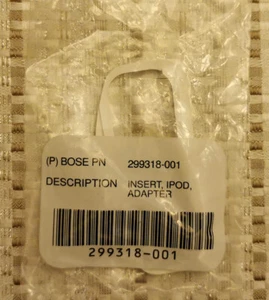 (P) BOSE PN 299318-001
DESCRIPTION INSERT, IPOD,
ADAPTER
299318-001